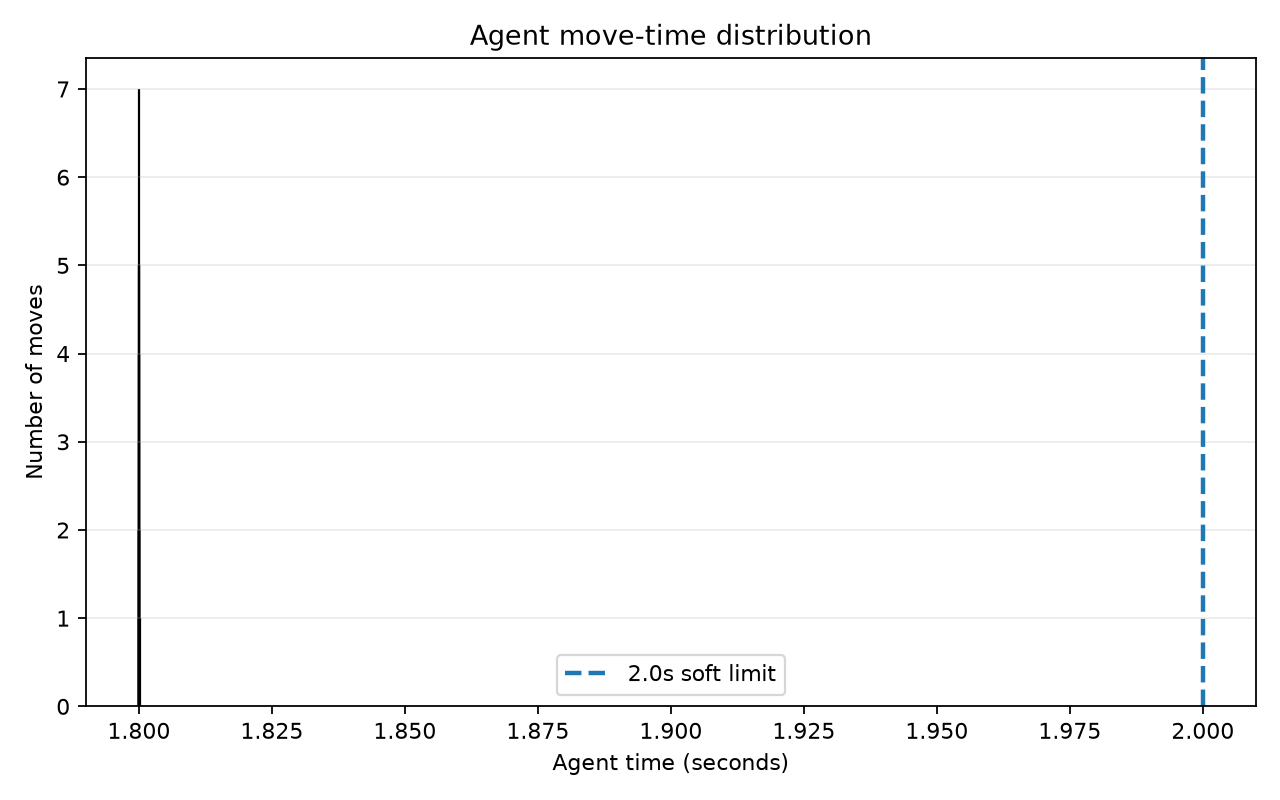 Agent move-time distribution
Number of moves
7
6
5
4
3
2
1
0
2.0s soft limit
1.800 1.825 1.850 1.875 1.900 1.925 1.950 1.975 2.000
Agent time (seconds)